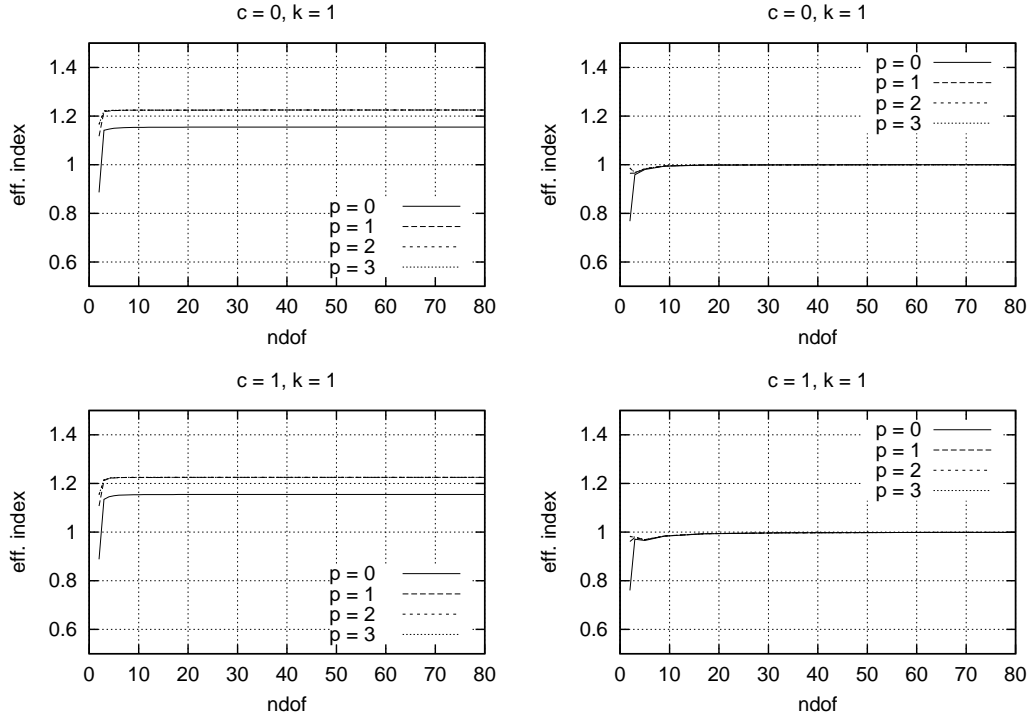 c = 0, k = 1
eff. index
1.4
1.2
1
0.8
0.6
p = 0
p = 1
p = 2
p = 3
0 10 20 30 40 50 60 70 80
ndof
c = 0, k = 1
eff. index
1.4
1.2
1
0.8
0.6
p = 0
p = 1
p = 2
p = 3
0 10 20 30 40 50 60 70 80
ndof
c = 1, k = 1
eff. index
1.4
1.2
1
0.8
0.6
p = 0
p = 1
p = 2
p = 3
0 10 20 30 40 50 60 70 80
ndof
c = 1, k = 1
eff. index
1.4
1.2
1
0.8
0.6
p = 0
p = 1
p = 2
p = 3
0 10 20 30 40 50 60 70 80
ndof